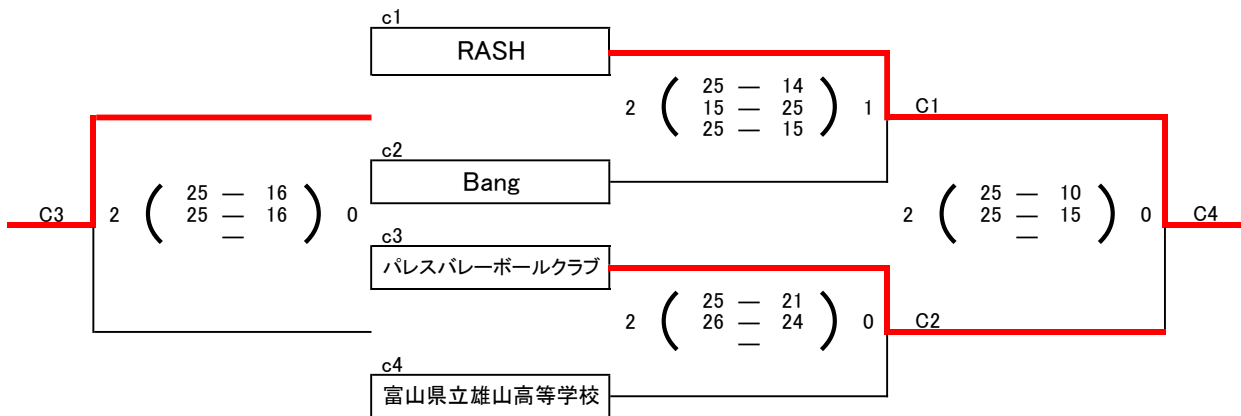 c1
RASH
2 ( 25 — 14 ) 1
15 — 25
25 — 15
C1
c2
Bang
C3
2 ( 25 — 16 ) 0
25 — 16
—
2 ( 25 — 10 ) 0
25 — 15
—
C4
c3
パレスバレーボールクラブ
2 ( 25 — 21 ) 0
26 — 24
—
C2
c4
富山県立雄山高等学校